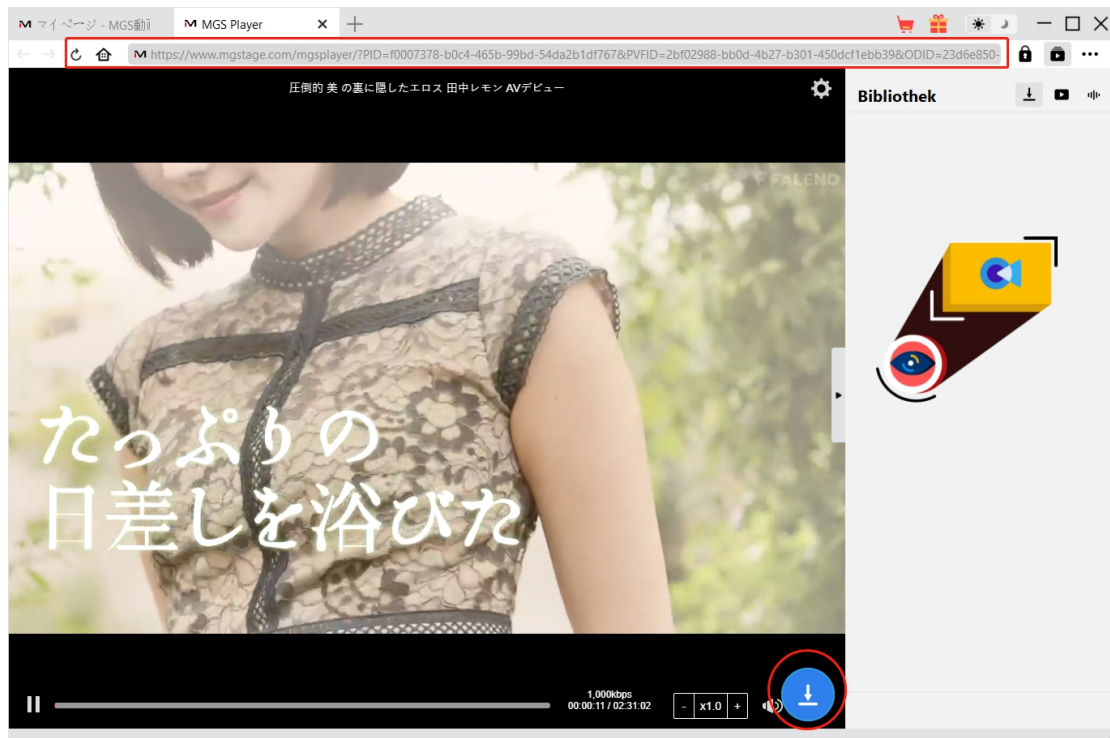 マイページ - MGS動画
MGS Player
https://www.mgstage.com/mgsplayer/?PID=f0007378-b0c4-465b-99bd-54da2b1df767&PVFID=2bf02988-bb0d-4b27-b301-450dcf1ebb39&ODID=23d6e850-
圧倒的 美 の裏に隠したエロス 田中レモン AVデビュー
Bibliothek
FALENO
たっぷりの
日差しを浴びた
1,000kbps
00:00:11 / 02:31:02
- x1.0 +